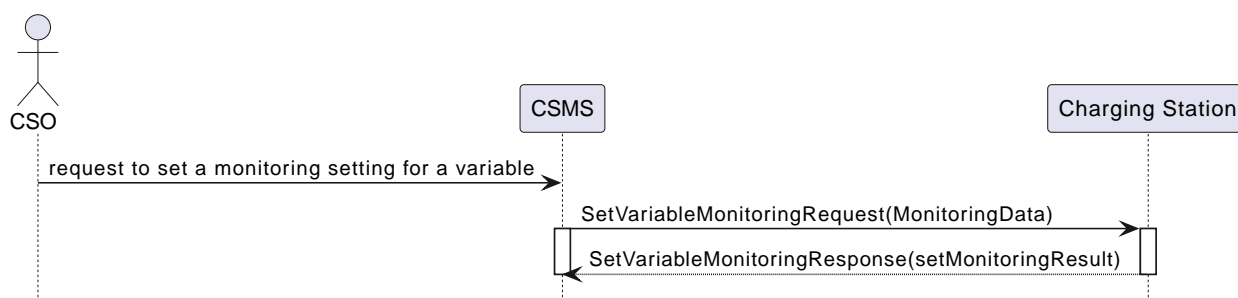 CSO
CSMS
Charging Station
request to set a monitoring setting for a variable
SetVariableMonitoringRequest(MonitoringData)
SetVariableMonitoringResponse(setMonitoringResult)